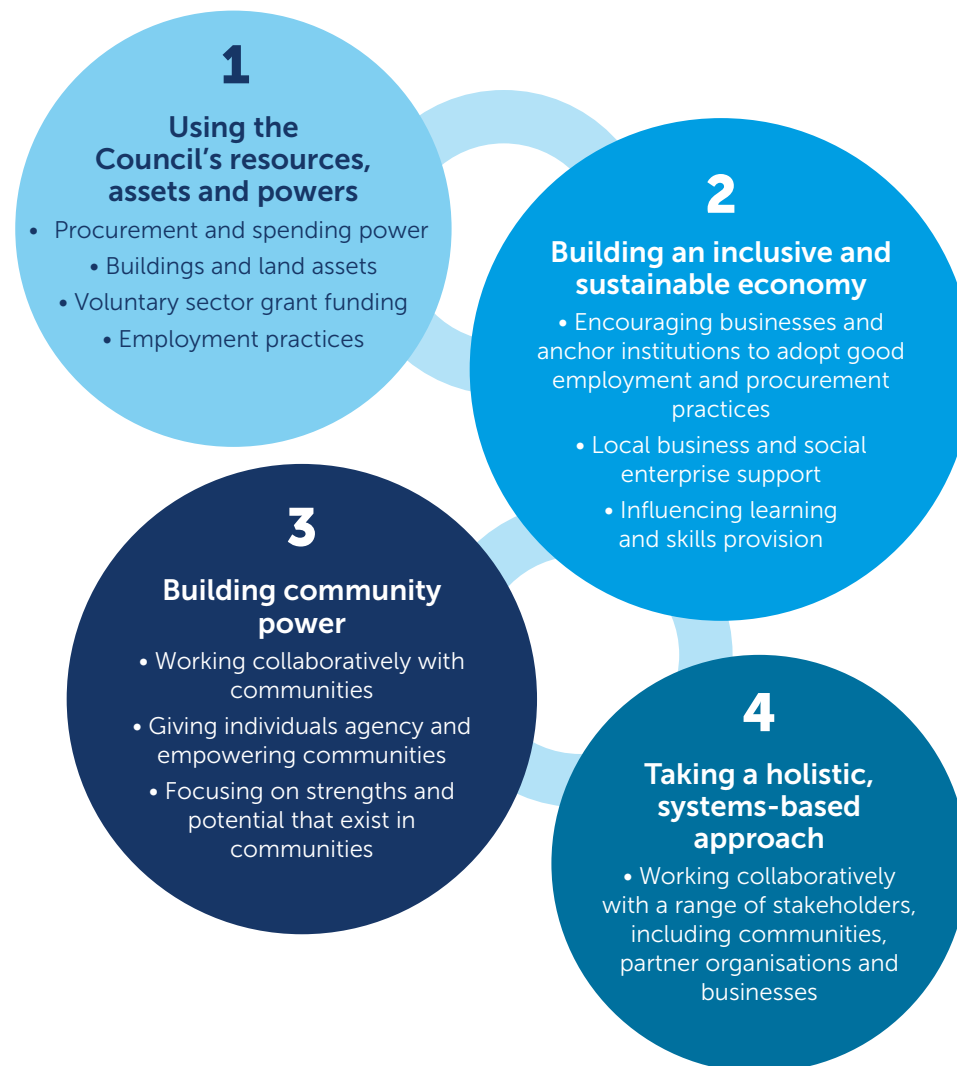 1
Using the
Council’s resources,
assets and powers
• Procurement and spending power
• Buildings and land assets
• Voluntary sector grant funding
• Employment practices
2
Building an inclusive and
sustainable economy
• Encouraging businesses and
anchor institutions to adopt good
employment and procurement
practices
• Local business and social
enterprise support
• Influencing learning
and skills provision
3
Building community
power
• Working collaboratively with
communities
• Giving individuals agency and
empowering communities
• Focusing on strengths and
potential that exist in
communities
4
Taking a holistic,
systems-based
approach
• Working collaboratively
with a range of stakeholders,
including communities,
partner organisations and
businesses